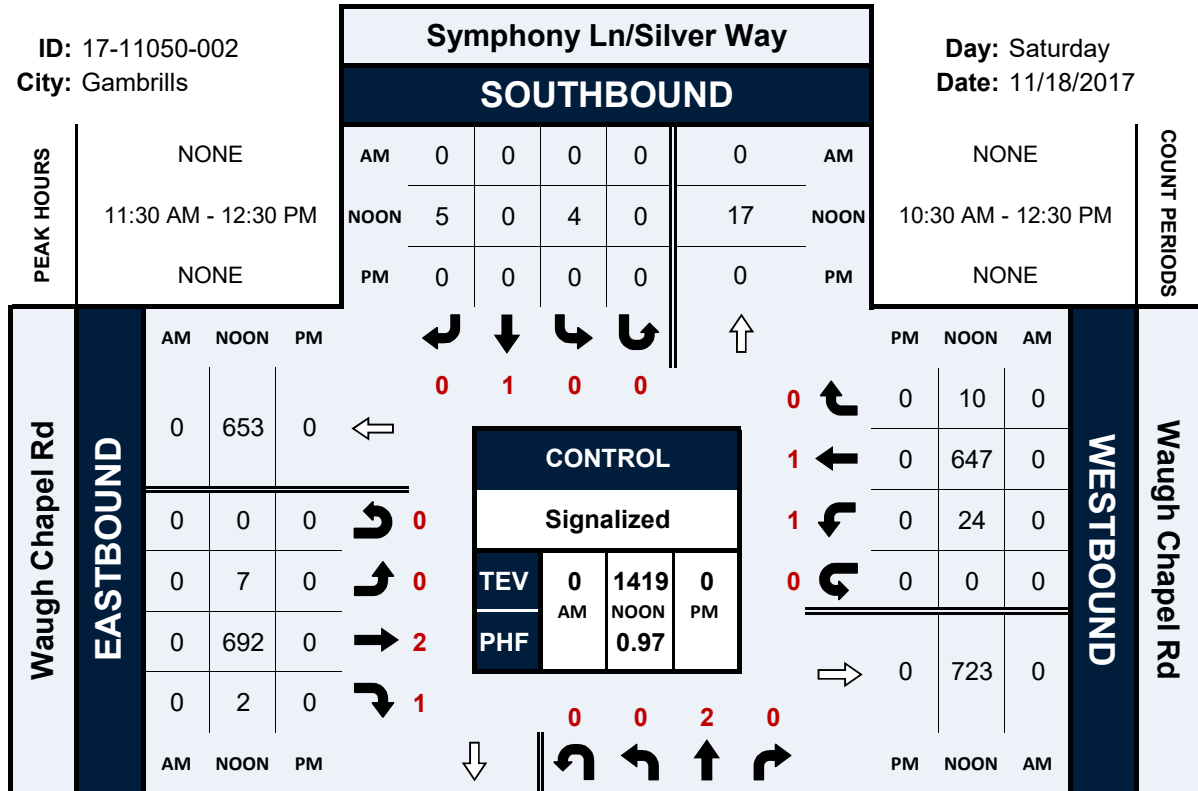 ID: 17-11050-002
City: Gambrills
Symphony Ln/Silver Way
SOUTHBOUND
Day: Saturday
Date: 11/18/2017
PEAK HOURS
NONE
11:30 AM - 12:30 PM
NONE
AM 0 0 0 0 0 AM
NOON 5 0 4 0 17 NOON
PM 0 0 0 0 0 PM
NONE
10:30 AM - 12:30 PM
NONE
COUNT PERIODS
0 1 0 0
Waugh Chapel Rd
EASTBOUND
AM NOON PM
0 653 0
0 0 0 0
0 7 0 0
0 692 0 2
0 2 0 1
AM NOON PM
CONTROL
Signalized
TEV 0 1419 0
AM NOON PM
PHF 0.97
PM NOON AM
0 0 10 0
1 0 647 0
1 0 24 0
0 0 0 0
0 723 0
PM NOON AM
WESTBOUND
Waugh Chapel Rd
0 0 2 0